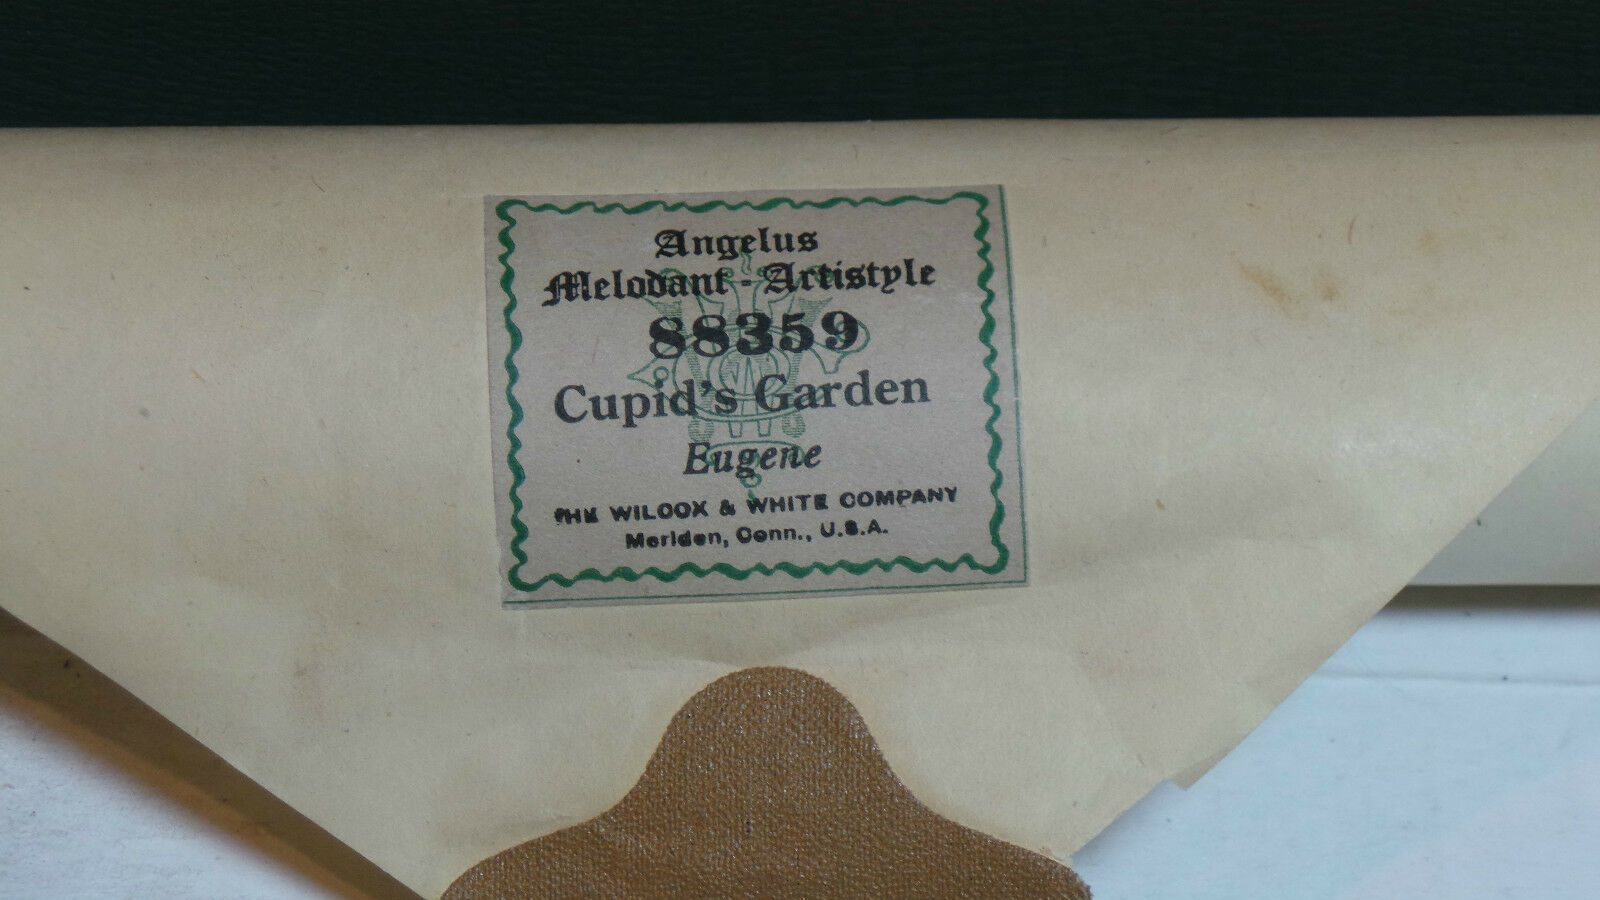 Angelus
Melodant - Artistyle
88359
Cupid's Garden
Eugene
THE WILCOX & WHITE COMPANY
Meriden, Conn., U.S.A.